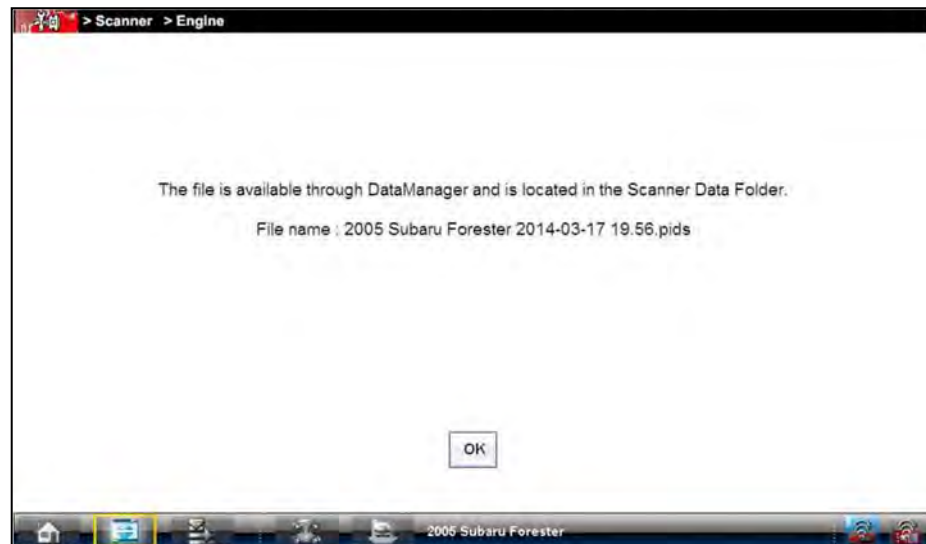 > Scanner > Engine
The file is available through DataManager and is located in the Scanner Data Folder.
File name : 2005 Subaru Forester 2014-03-17 19.56.pids
OK
2005 Subaru Forester